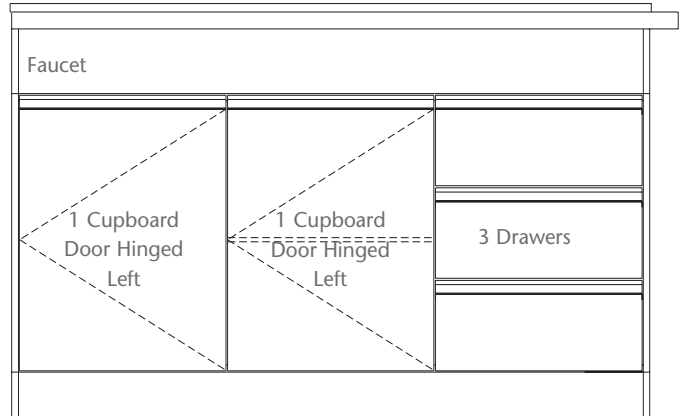 Faucet
1 Cupboard
Door Hinged
Left
1 Cupboard
Door Hinged
Left
3 Drawers